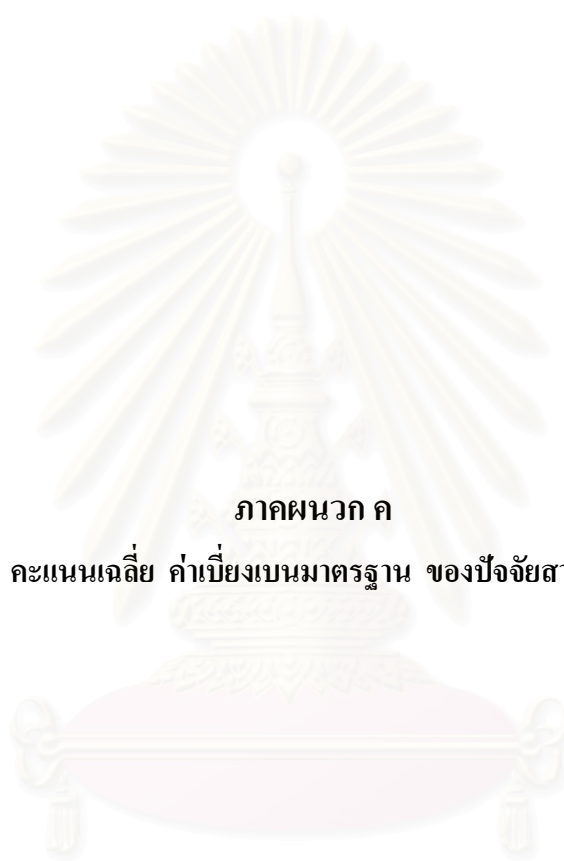 ภาคผนวก ค
คะแนนเฉลี่ย ค่าเบี่ยงเบนมาตรฐาน ของปัจจัย